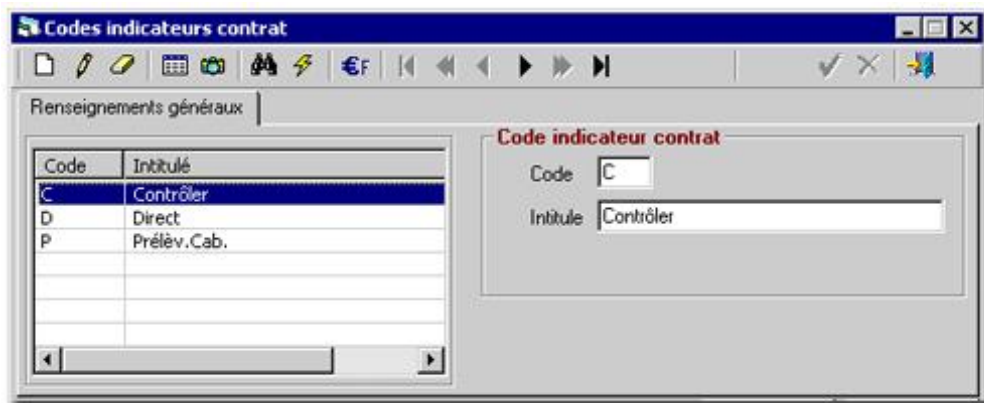 Codes indicateurs contrat
€F
Renseignements généraux
Code Intitulé
C Contrôler
D Direct
P Prélèv.Cab.
Code indicateur contrat
Code C
Intitule Contrôler